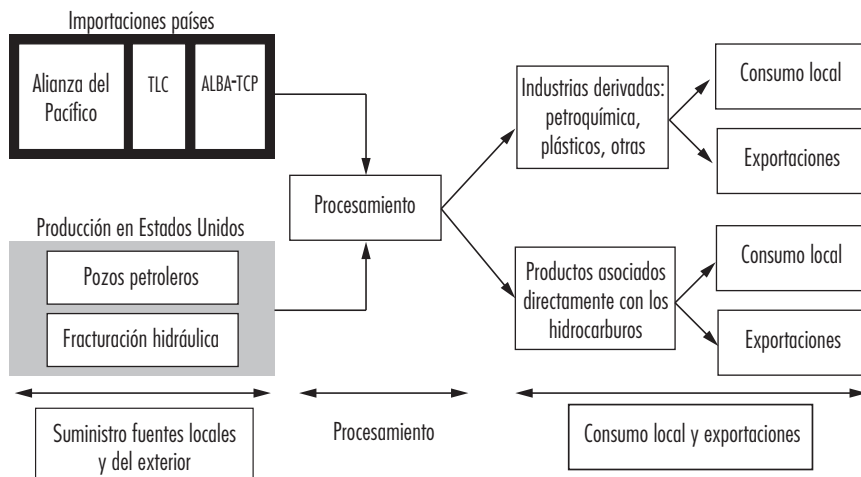 Importaciones países
Alianza del
Pacífico
TLC
ALBA-TCP
Producción en Estados Unidos
Pozos petroleros
Fracturación hidráulica
Procesamiento
Industrias derivadas:
petroquímica,
plásticos, otras
Consumo local
Exportaciones
Productos asociados
directamente con los
hidrocarburos
Consumo local
Exportaciones
Suministro fuentes locales
y del exterior
Procesamiento
Consumo local y exportaciones